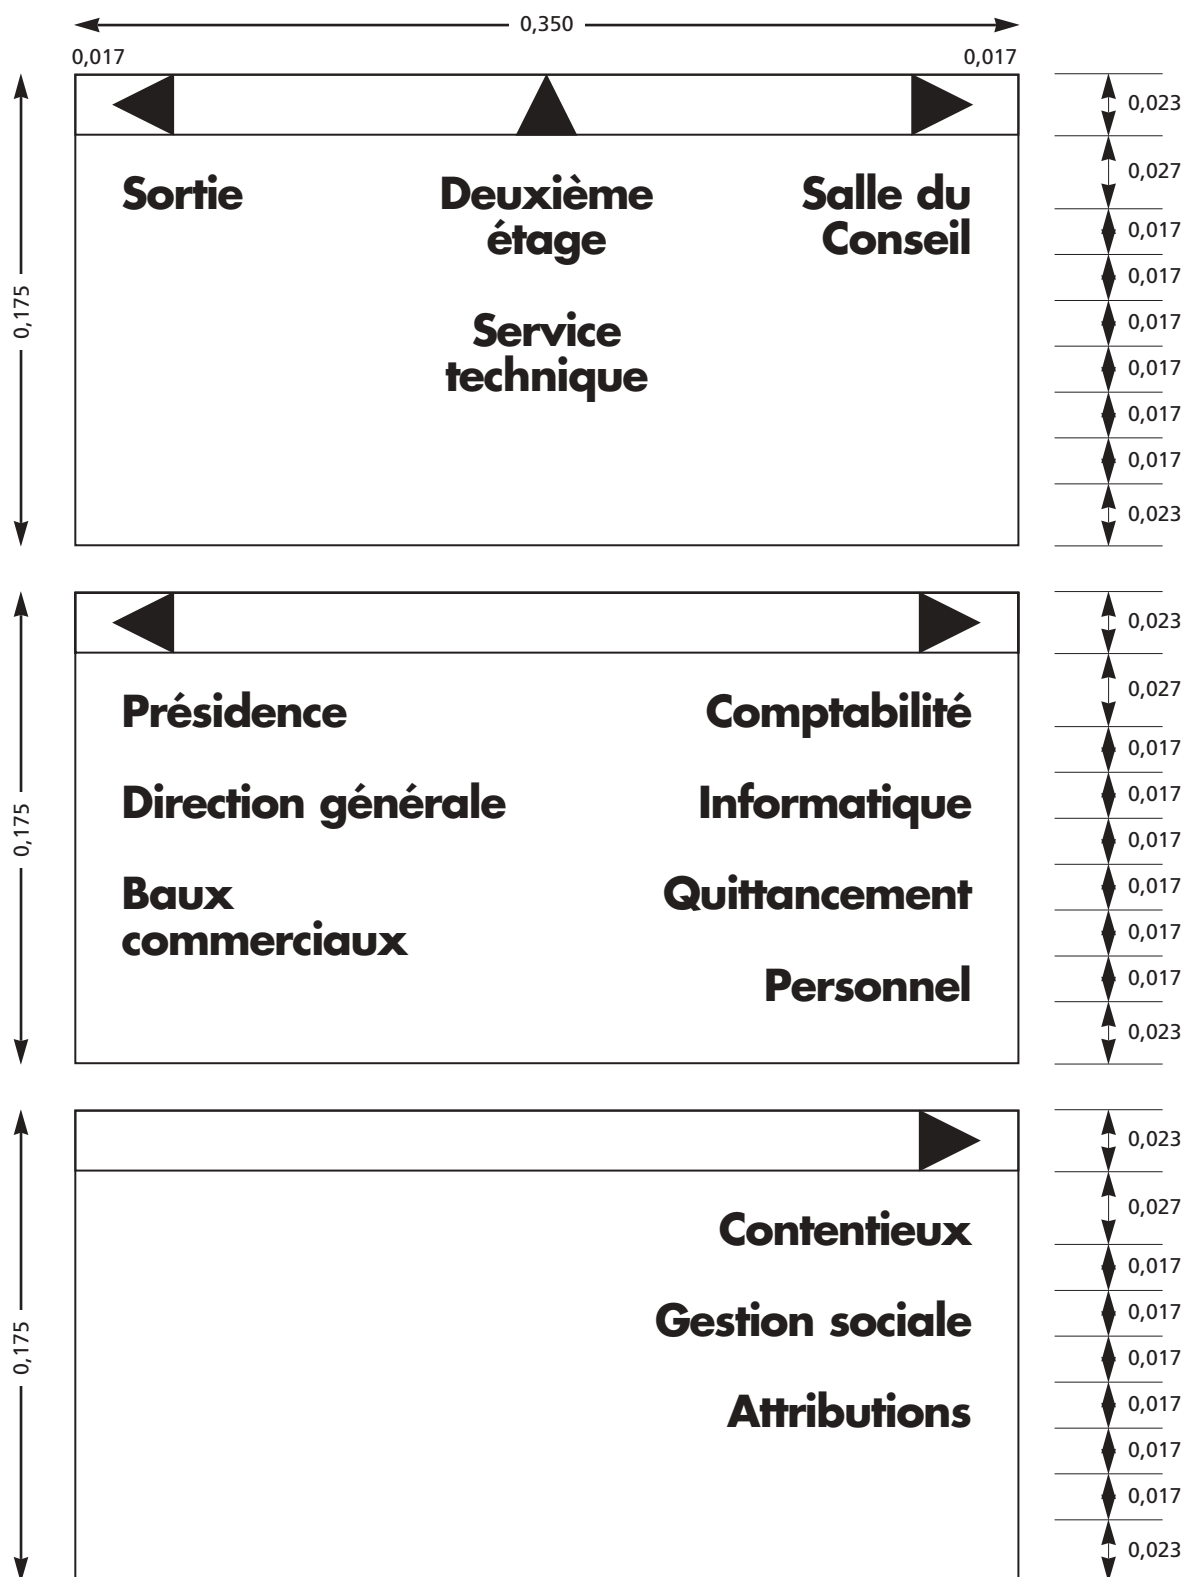 0,350
0,017 0,017
0,023
0,027
Sortie Deuxième Salle du
étage Conseil
0,017
0,017
0,175
Service
technique
0,017
0,017
0,017
0,017
0,023
0,023
0,027
Présidence Comptabilité
0,017
Direction générale Informatique
0,017
0,175
0,017
Baux Quittancement
commerciaux
0,017
0,017
Personnel
0,017
0,023
0,023
0,027
Contentieux
0,017
Gestion sociale
0,017
0,175
0,017
Attributions
0,017
0,017
0,017
0,023